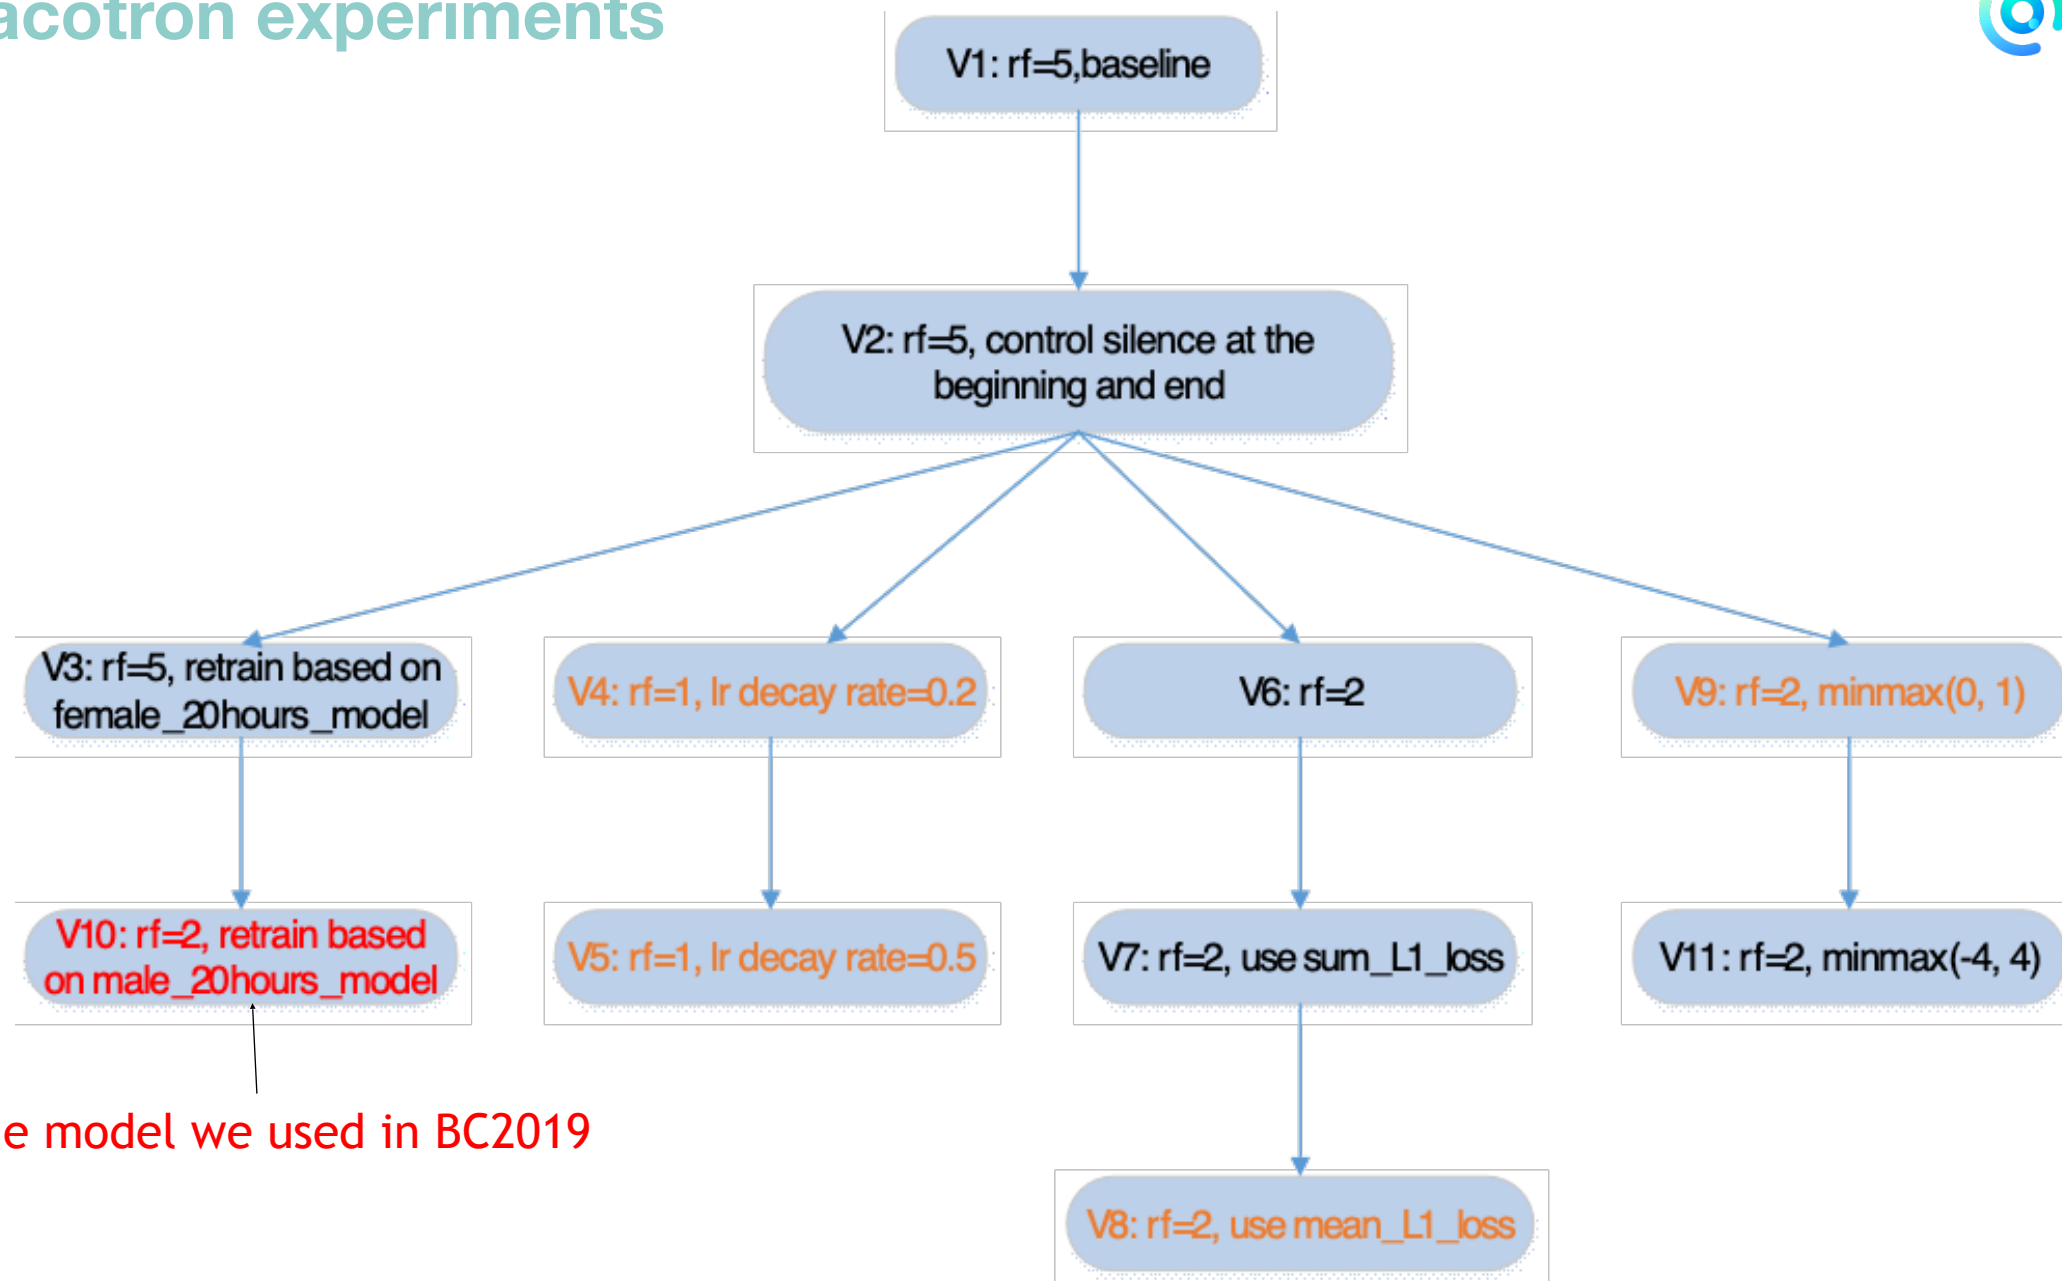 acotron experiments
V1: rf=5,baseline
V2: rf=5, control silence at the
beginning and end
V3: rf=5, retrain based on
female_20hours_model
V4: rf=1, lr decay rate=0.2
V6: rf=2
V9: rf=2, minmax(0, 1)
V10: rf=2, retrain based
on male_20hours_model
V5: rf=1, lr decay rate=0.5
V7: rf=2, use sum_L1_loss
V11: rf=2, minmax(-4, 4)
e model we used in BC2019
V8: rf=2, use mean_L1_loss